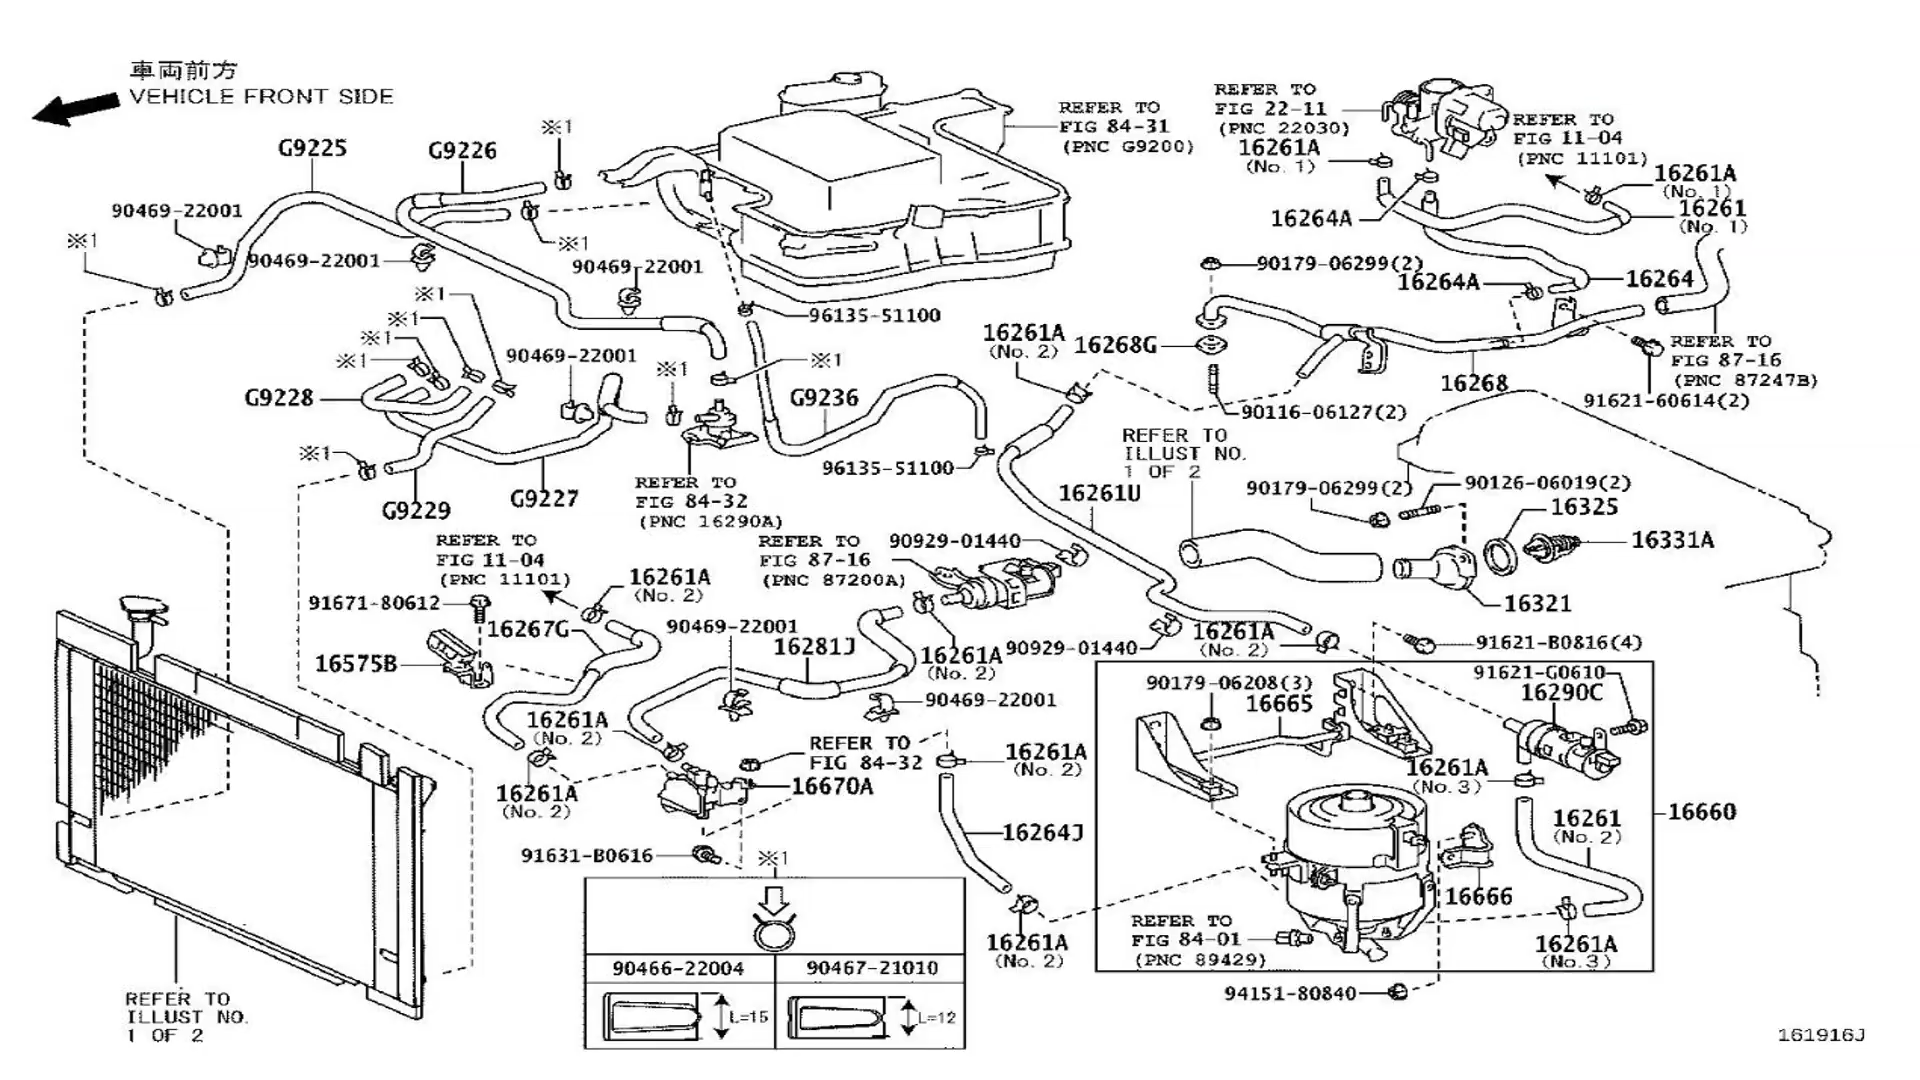 車両前方
VEHICLE FRONT SIDE
G9225
G9226
※1
90469-22001
※1
90469-22001
※1
90469-22001
※1
※1
※1
※1
90469-22001
G9228
※1
G9229
G9227
※1
※1
REFER TO
FIG 84-32
(PNC 16290A)
96135-51100
G9236
96135-51100
REFER TO
FIG 84-31
(PNC G9200)
REFER TO
FIG 22-11
(PNC 22030)
16261A
(No. 1)
REFER TO
FIG 11-04
(PNC 11101)
16261A
(No. 1)
16261
(No. 1)
16264A
90179-06299(2)
16264A
16264
16261A
(No. 2)
16268G
90116-06127(2)
16268
REFER TO
FIG 87-16
(PNC 87247B)
91621-60614(2)
REFER TO
ILLUST NO.
1 OF 2
16261U
90179-06299(2)
90126-06019(2)
16325
16331A
16321
REFER TO
FIG 11-04
(PNC 11101)
16261A
(No. 2)
91671-80612
16267G
16575B
REFER TO
FIG 87-16
(PNC 87200A)
90929-01440
90469-22001
16281J
16261A
(No. 2)
90929-01440
16261A
(No. 2)
91621-B0816(4)
90469-22001
16261A
(No. 2)
REFER TO
FIG 84-32
16670A
16261A
(No. 2)
91631-B0616
16261A
(No. 2)
16264J
16261A
(No. 2)
90179-06208(3)
16665
91621-G0610
16290C
16261A
(No. 3)
16261
(No. 2)
16660
16666
16261A
(No. 3)
REFER TO
FIG 84-01
(PNC 89429)
94151-80840
※1
90466-22004
90467-21010
L=15
L=12
REFER TO
ILLUST NO.
1 OF 2
161916J